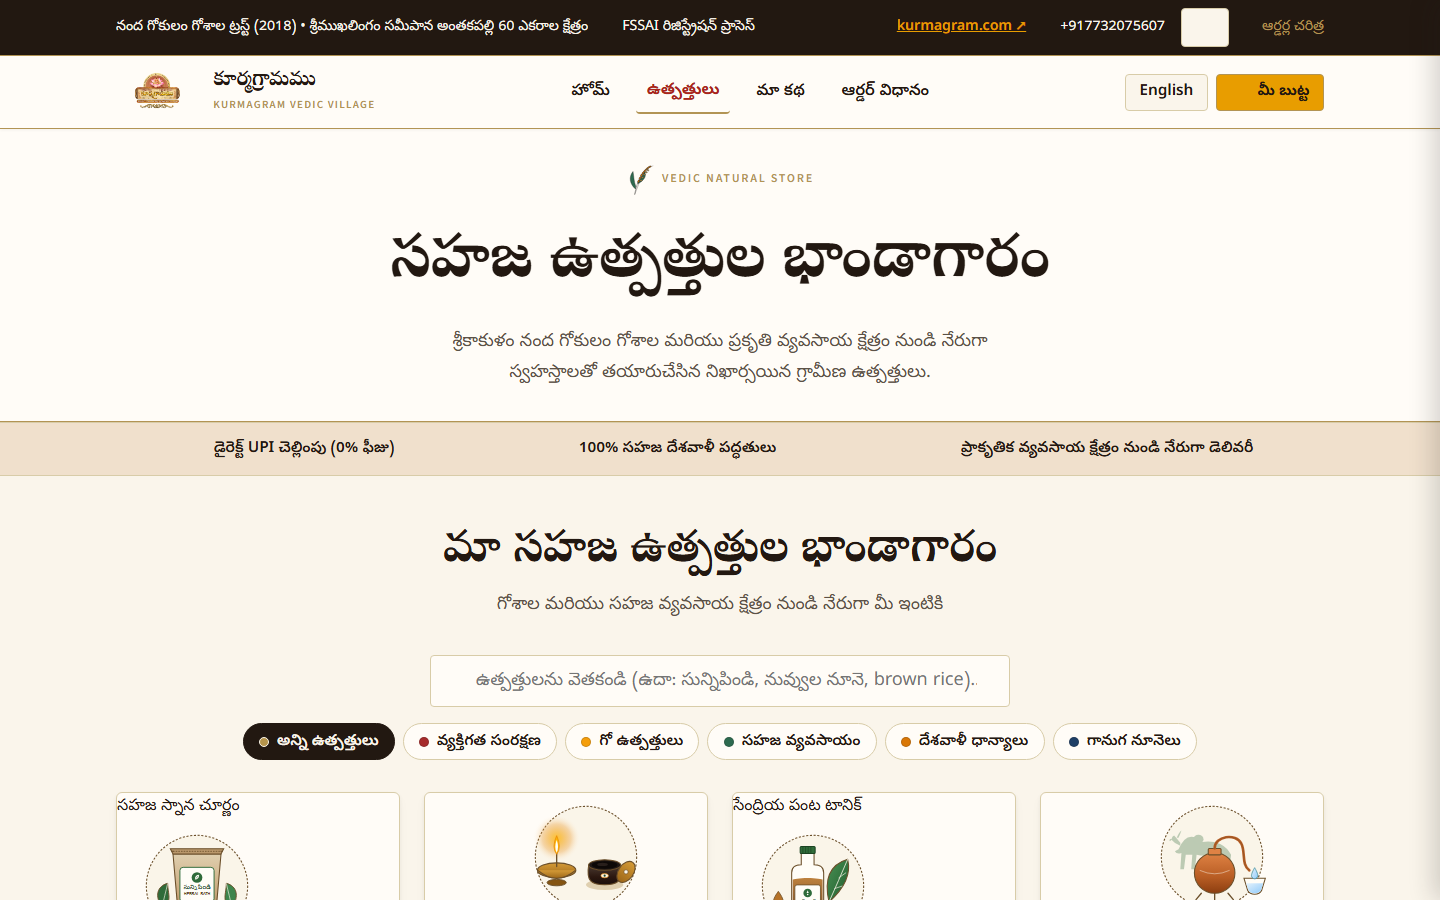 నంద గోకులం గోశాల ట్రస్ట్ (2018) • శ్రీముఖలింగం సమీపాన అంతకపల్లి 60 ఎకరాల క్షేత్రం
FSSAI రిజిస్ట్రేషన్ ప్రాసెస్
kurmagram.com ↗
+917732075607
ఆర్డర్ల చరిత్ర
కూర్మగ్రామము
KURMAGRAM VEDIC VILLAGE
హోమ్
ఉత్పత్తులు
మా కథ
ఆర్డర్ విధానం
English
మీ బుట్ట
VEDIC NATURAL STORE
సహజ ఉత్పత్తుల భాండాగారం
శ్రీకాకుళం నంద గోకులం గోశాల మరియు ప్రకృతి వ్యవసాయ క్షేత్రం నుండి నేరుగా
స్వహస్తాలతో తయారుచేసిన నిఖార్సయిన గ్రామీణ ఉత్పత్తులు.
డైరెక్ట్ UPI చెల్లింపు (0% ఫీజు)
100% సహజ దేశవాళీ పద్ధతులు
ప్రాకృతిక వ్యవసాయ క్షేత్రం నుండి నేరుగా డెలివరీ
మా సహజ ఉత్పత్తుల భాండాగారం
గోశాల మరియు సహజ వ్యవసాయ క్షేత్రం నుండి నేరుగా మీ ఇంటికి
ఉత్పత్తులను వెతకండి (ఉదా: సున్నిపిండి, నువ్వుల నూనె, brown rice)..
అన్ని ఉత్పత్తులు
వ్యక్తిగత సంరక్షణ
గో ఉత్పత్తులు
సహజ వ్యవసాయం
దేశవాళీ ధాన్యాలు
గానుగ నూనెలు
సహజ స్నాన చూర్ణం
సేంద్రియ పంట టానిక్
సున్నిపిండి
HERBAL BATH